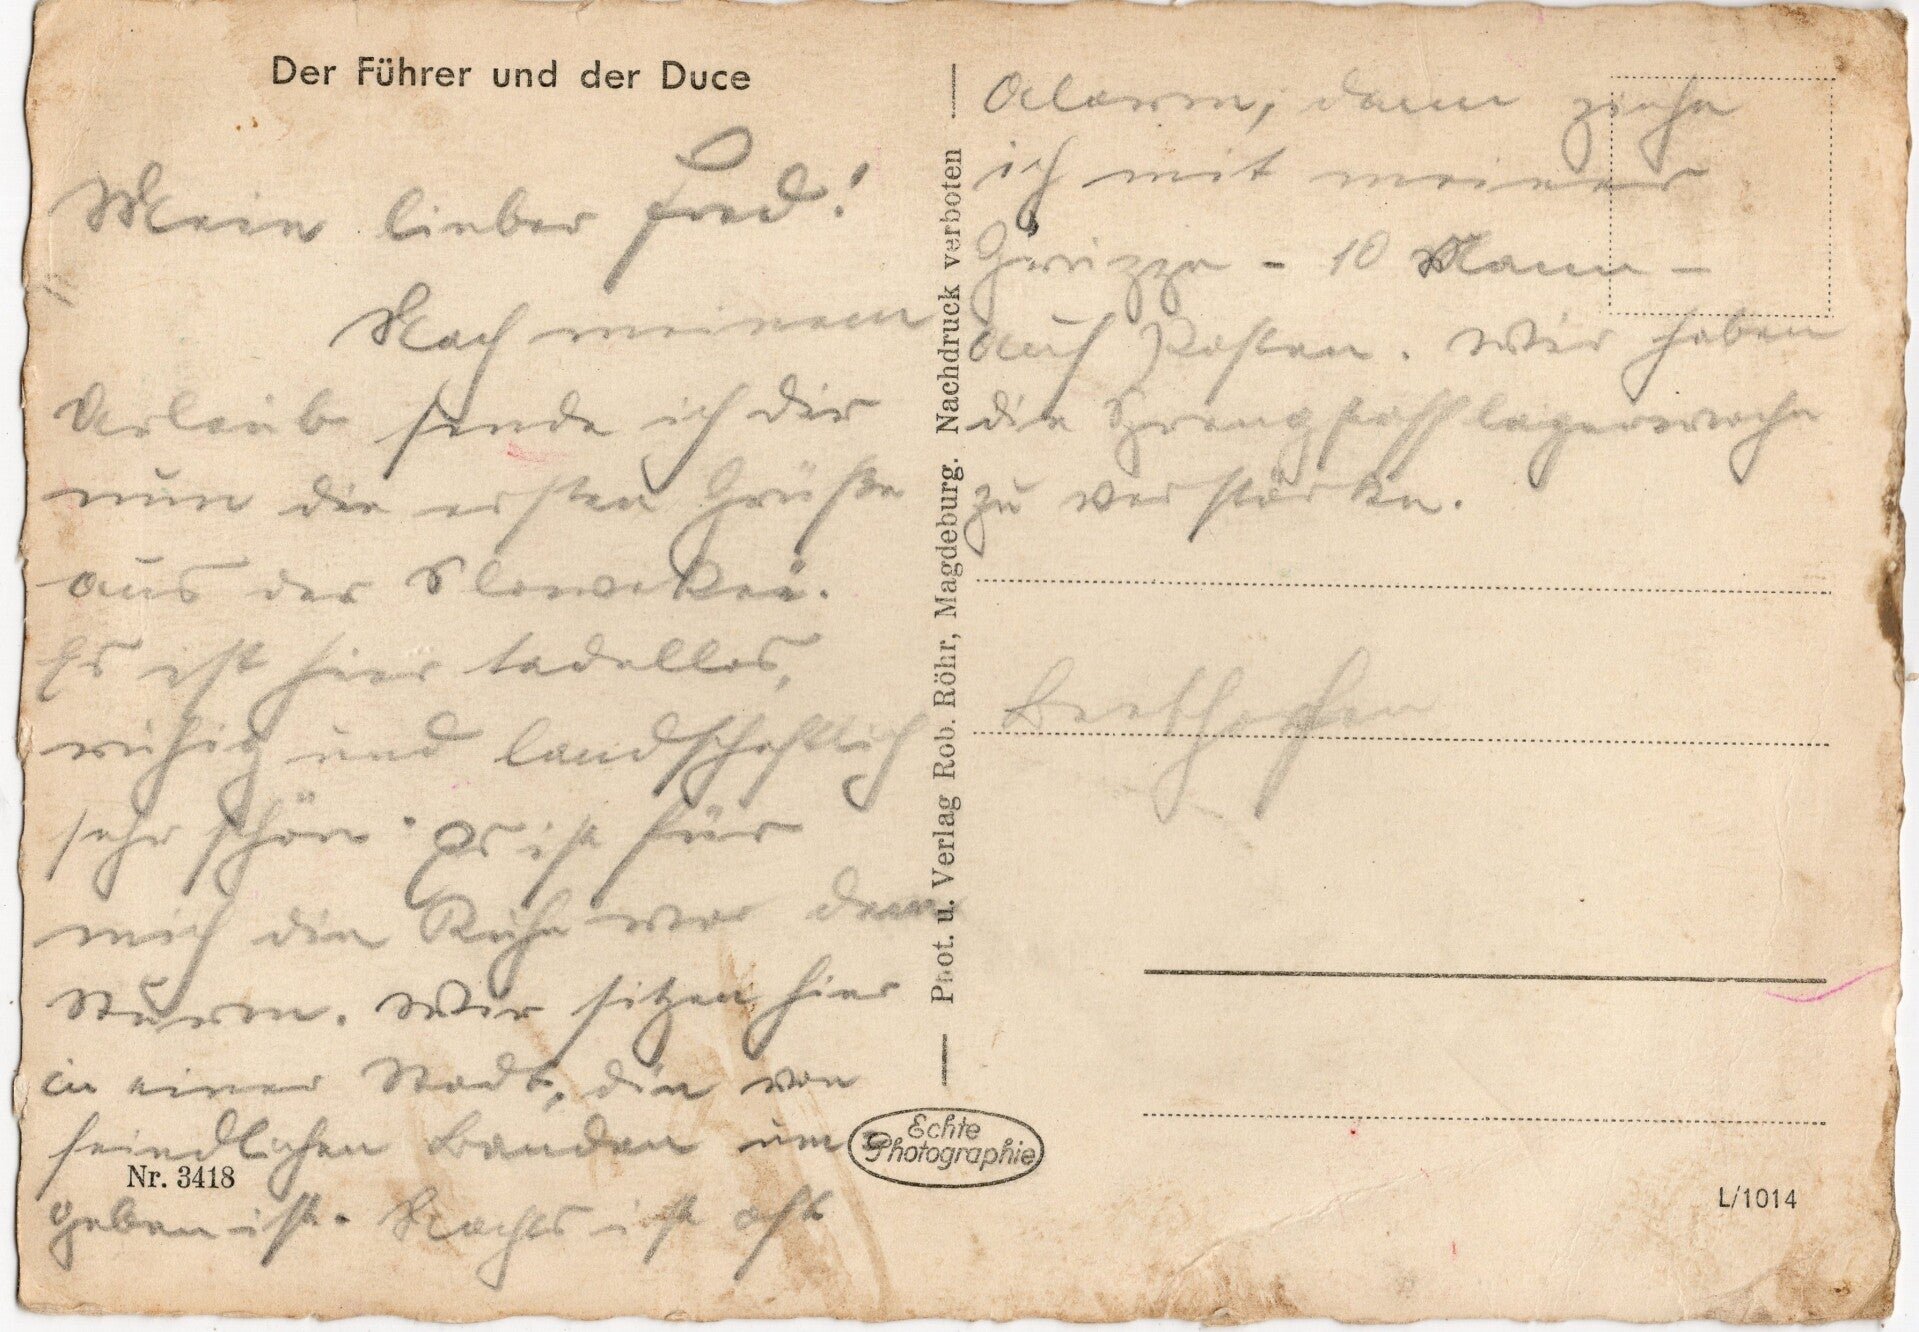 Der Führer und der Duce
Mein lieber Fred!
Nach meinem
Urlaub sende ich dir
nun die ersten Grüße
aus der Slowakei.
Es ist hier tadellos,
ruhig und landschaftlich
sehr schön. Es ist für
mich die Ruhe vor dem
Sturm. Wir sitzen hier
in einer Stadt, die von
feindlichen Banden um
geben ist. Nachts ist oft
Nr. 3418
Phot. u. Verlag Rob. Röhr, Magdeburg. Nachdruck verboten
Echte
Photographie
Alarm, dann ziehe
ich mit meiner
Gruppe - 10 Mann -
auf Posten. Wir haben
die Sprengstofflagerwache
zu verstärken.
L/1014